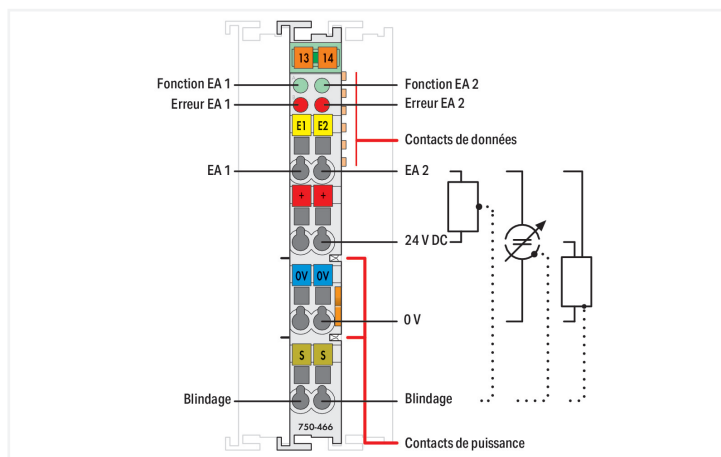 13 14
Fonction EA 1
Fonction EA 2
Erreur EA 1
Erreur EA 2
E1 E2
Contacts de données
EA 1
EA 2
+ +
24 V DC
0V 0V
0 V
S S
Blindage
Blindage
750-466
Contacts de puissance